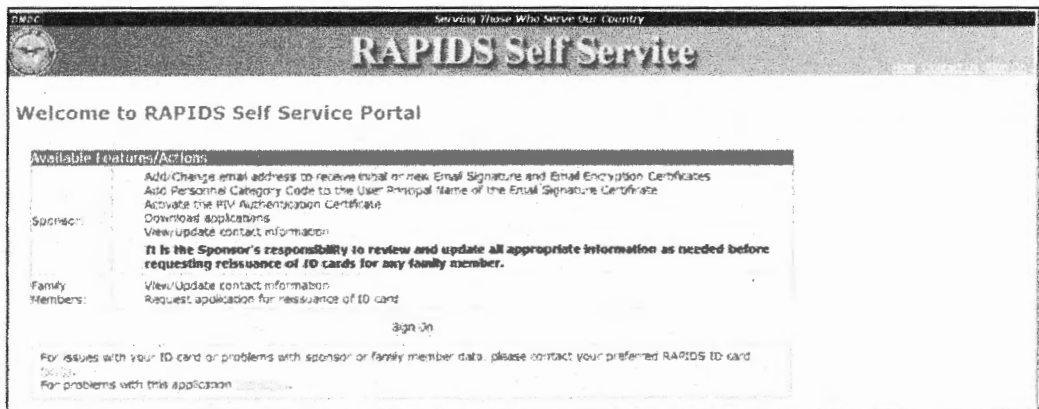 DMDC
Serving Those Who Serve Our Country
RAPIDS Self Service
Welcome to RAPIDS Self Service Portal
Available Features/Actions
Sponsor:
Add/Change email address to receive initial or new Email Signature and Email Encryption Certificates
Add Personnel Category Code to the User Principal Name of the Email Signature Certificate
Activate the PIV Authentication Certificate
Download applications
View/Update contact information
It is the Sponsor's responsibility to review and update all appropriate information as needed before
requesting reissuance of ID cards for any family member.
Family
Members:
View/Update contact information
Request application for reissuance of ID card
Sign On
For issues with your ID card or problems with sponsor or family member data, please contact your preferred RAPIDS ID card
For problems with this application